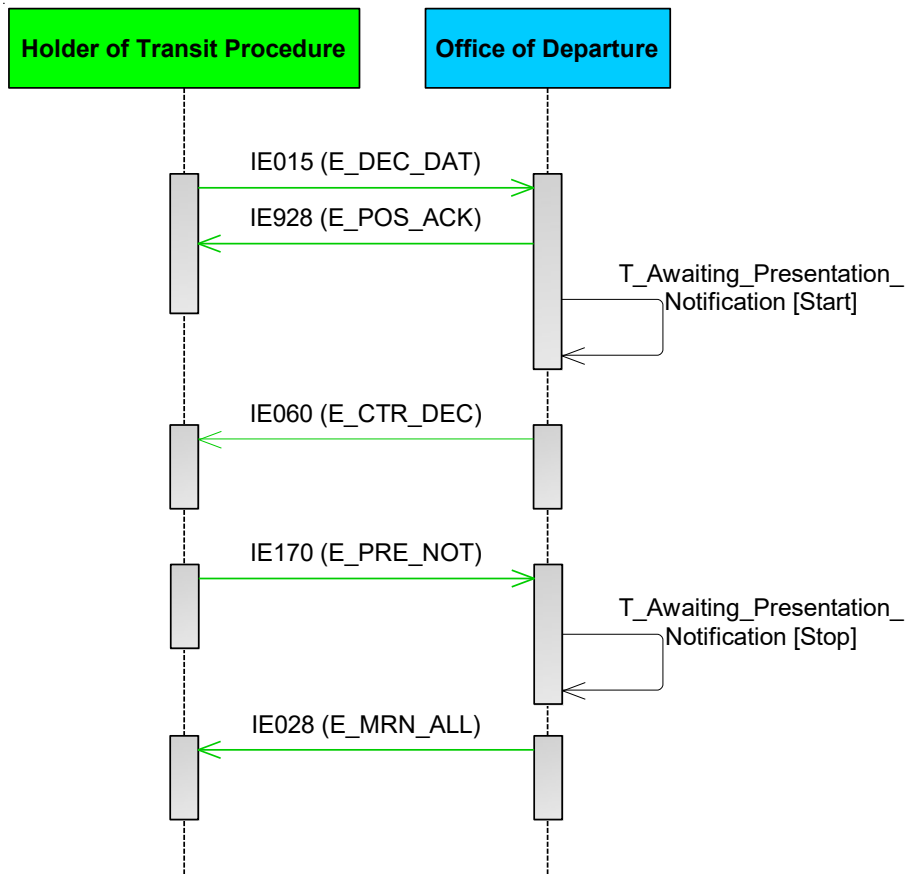 Holder of Transit Procedure
Office of Departure
IE015 (E_DEC_DAT)
IE928 (E_POS_ACK)
T_Awaiting_Presentation_
Notification [Start]
IE060 (E_CTR_DEC)
IE170 (E_PRE_NOT)
T_Awaiting_Presentation_
Notification [Stop]
IE028 (E_MRN_ALL)